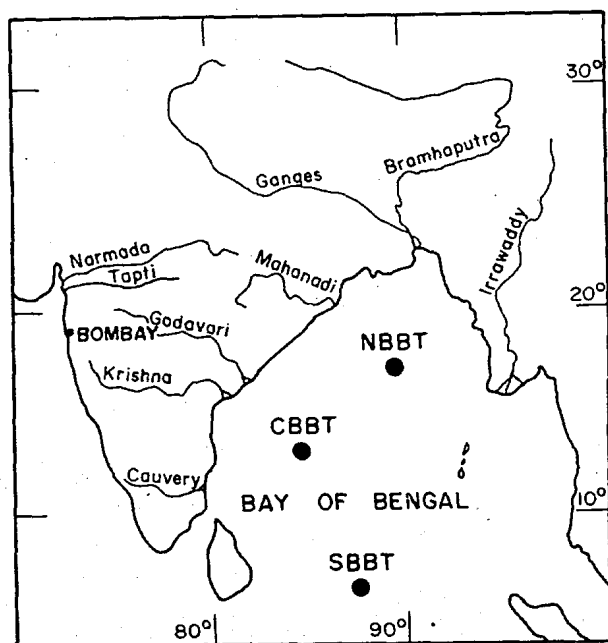 30°
Bramhaputra
Ganges
Irrawaddy
Narmada
Tapti
Mahanadi
20°
Godavari
BOMBAY
NBBT
Krishna
CBBT
Cauvery
BAY OF BENGAL
10°
SBBT
80°
90°